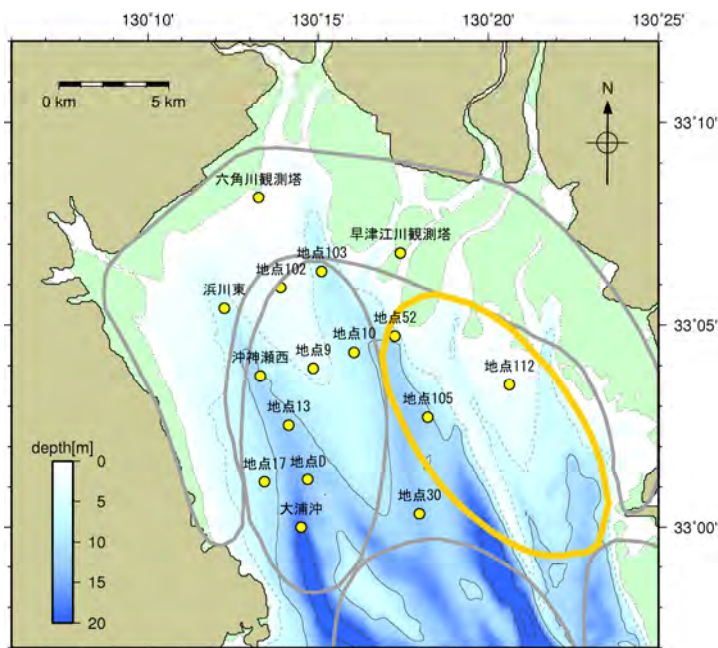 130°10' 130°15' 130°20' 130°25'
0 km 5 km
N
33°10'
六角川観測塔
早津江川観測塔
地点103
地点102
浜川東
33°05'
地点52
地点10
地点9
沖神瀬西
地点112
地点105
地点13
depth[m]
0
5
10
15
20
地点17
地点D
地点30
大浦沖
33°00'